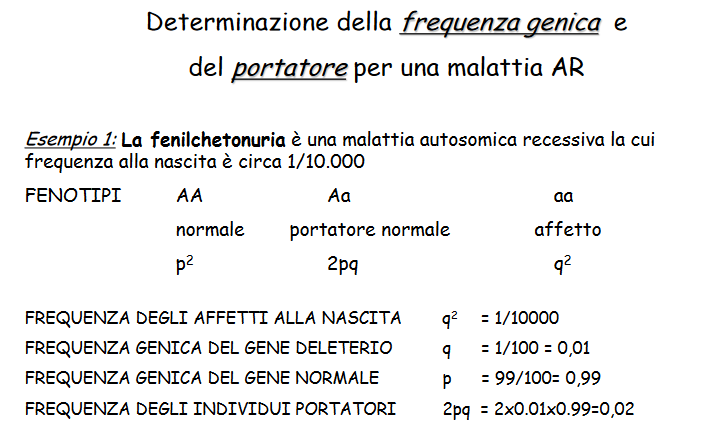 Determinazione della frequenza genica e
del portatore per una malattia AR
Esempio 1: La fenilchetonuria è una malattia autosomica recessiva la cui
frequenza alla nascita è circa 1/10.000
FENOTIPI AA Aa aa
normale portatore normale affetto
p² 2pq q²
FREQUENZA DEGLI AFFETTI ALLA NASCITA q² = 1/10000
FREQUENZA GENICA DEL GENE DELETERIO q = 1/100 = 0,01
FREQUENZA GENICA DEL GENE NORMALE p = 99/100= 0,99
FREQUENZA DEGLI INDIVIDUI PORTATORI 2pq = 2x0.01x0.99=0,02